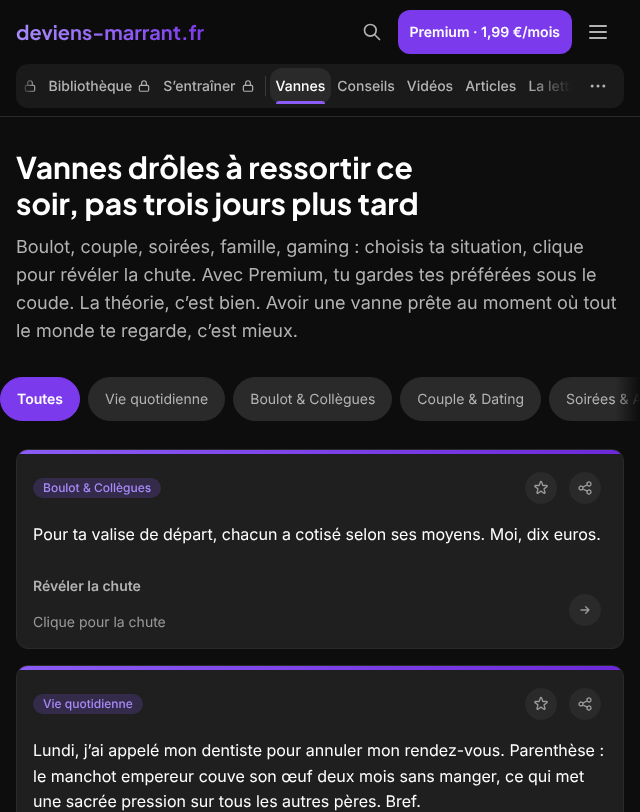 deviens-marrant.fr
Premium · 1,99 €/mois
Bibliothèque
S’entraîner
Vannes
Conseils
Vidéos
Articles
La
Vannes drôles à ressortir ce
soir, pas trois jours plus tard
Boulot, couple, soirées, famille, gaming : choisis ta situation, clique
pour révéler la chute. Avec Premium, tu gardes tes préférées sous le
coude. La théorie, c’est bien. Avoir une vanne prête au moment où tout
le monde te regarde, c’est mieux.
Toutes
Vie quotidienne
Boulot & Collègues
Couple & Dating
Soirées &
Boulot & Collègues
Pour ta valise de départ, chacun a cotisé selon ses moyens. Moi, dix euros.
Révéler la chute
Clique pour la chute
Vie quotidienne
Lundi, j’ai appelé mon dentiste pour annuler mon rendez-vous. Parenthèse :
le manchot empereur couve son œuf deux mois sans manger, ce qui met
une sacrée pression sur tous les autres pères. Bref.